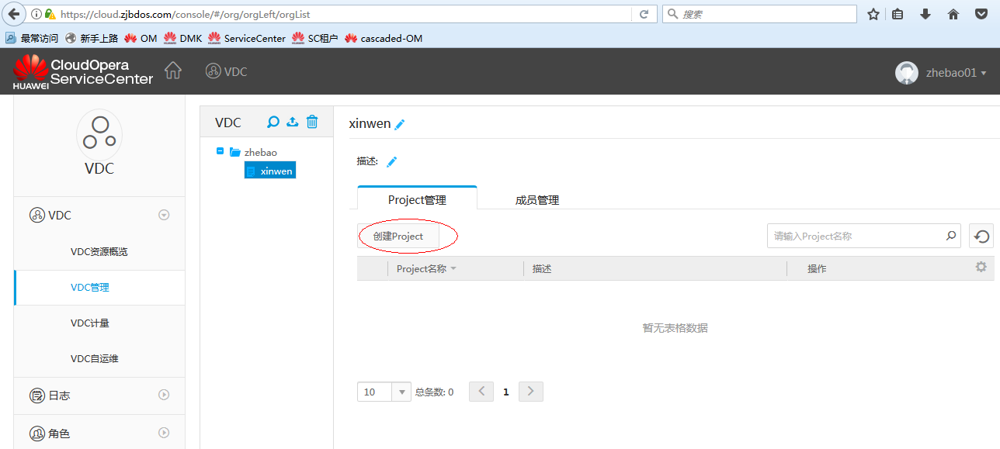 https://cloud.zjbdos.com/console/#/org/orgLeft/orgList
搜索
最常访问 新手上路 OM DMK ServiceCenter SC租户 cascaded-OM
HUAWEI CloudOpera ServiceCenter VDC zhebao01
VDC
VDC
VDC资源概览
VDC管理
VDC计量
VDC自运维
日志
角色
VDC
zhebao
xinwen
xinwen
描述:
Project管理 成员管理
创建Project 请输入Project名称
Project名称 描述 操作
暂无表格数据
10 总条数: 0 1